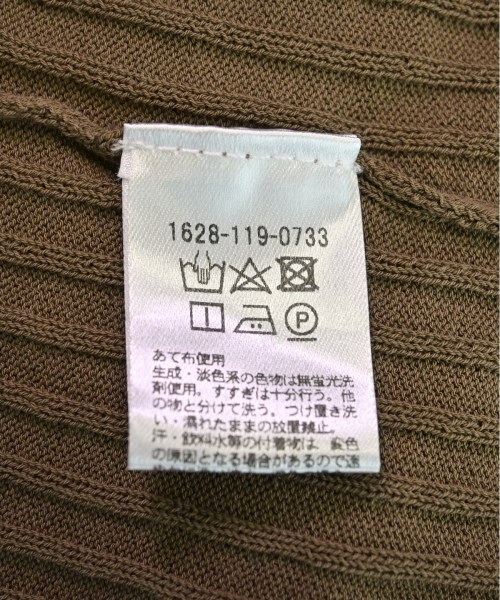 1628-119-0733
P
あて布使用
生成・淡色系の色物は無蛍光洗
剤使用。すすぎは十分行う。他
の物と分けて洗う。つけ置き洗
い・濡れたままの放置禁止。
汗・飲料水等の付着物は、変色
の原因となる場合があるので速